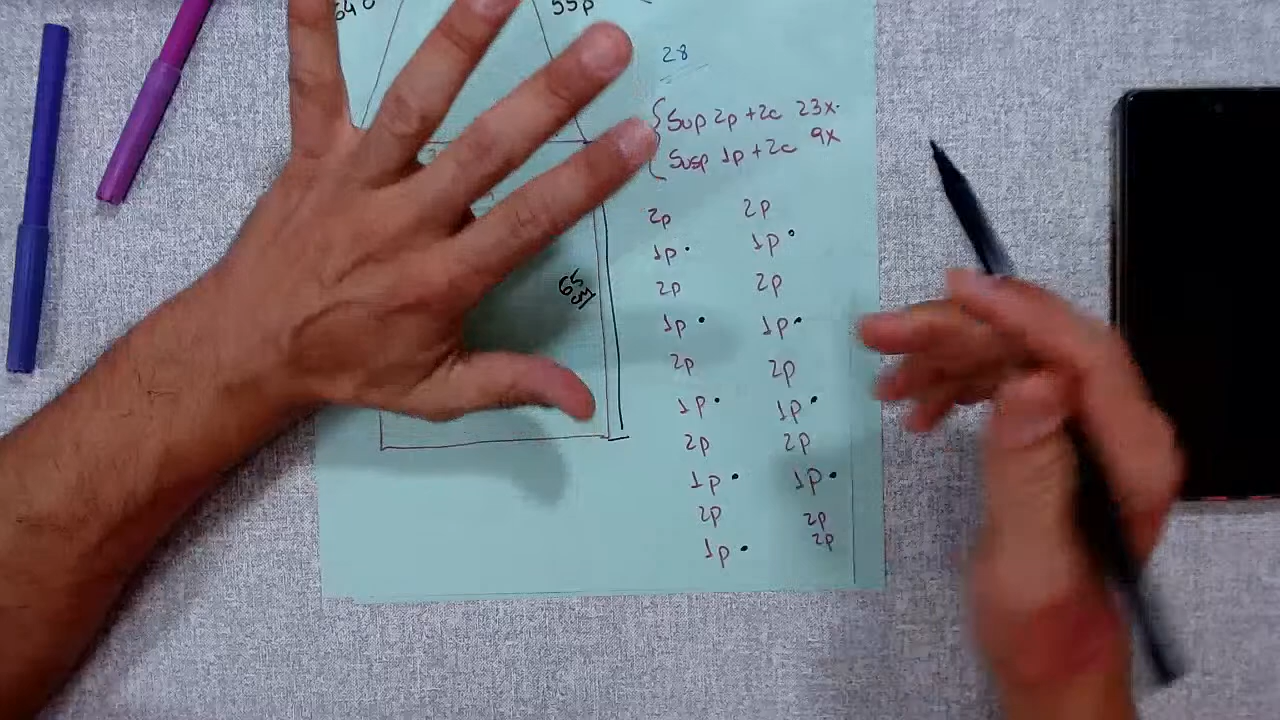 55p
28
Sup 2p + 2c 23x.
Susp 1p + 2c 9x
2p 2p
1p • 1p •
2p 2p
1p • 1p •
2p 2p
1p • 1p •
2p 2p
1p • 1p •
2p 2p
1p • 2p
65